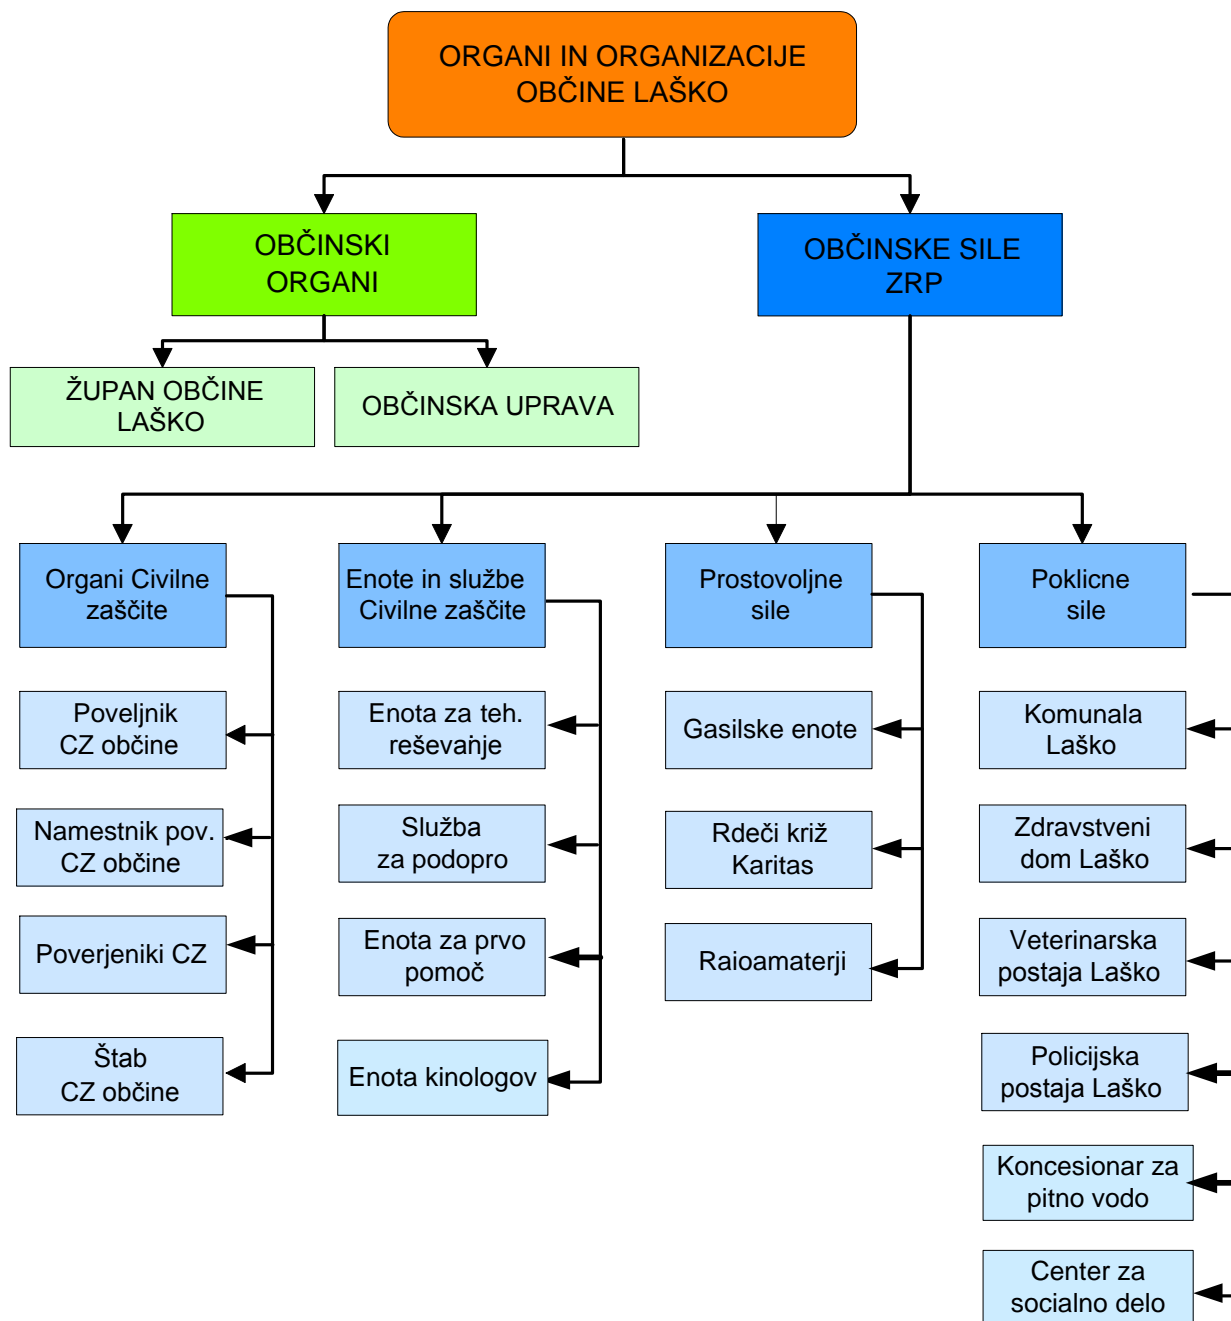 ORGANI IN ORGANIZACIJE
OBČINE LAŠKO
OBČINSKI
ORGANI
OBČINSKE SILE
ZRP
ŽUPAN OBČINE
LAŠKO
OBČINSKA UPRAVA
Organi Civilne
zaščite
Enote in službe
Civilne zaščite
Prostovoljne
sile
Poklicne
sile
Poveljnik
CZ občine
Namestnik pov.
CZ občine
Poverjeniki CZ
Štab
CZ občine
Enota za teh.
reševanje
Služba
za podopro
Enota za prvo
pomoč
Enota kinologov
Gasilske enote
Rdeči križ
Karitas
Raioamaterji
Komunala
Laško
Zdravstveni
dom Laško
Veterinarska
postaja Laško
Policijska
postaja Laško
Koncesionar za
pitno vodo
Center za
socialno delo